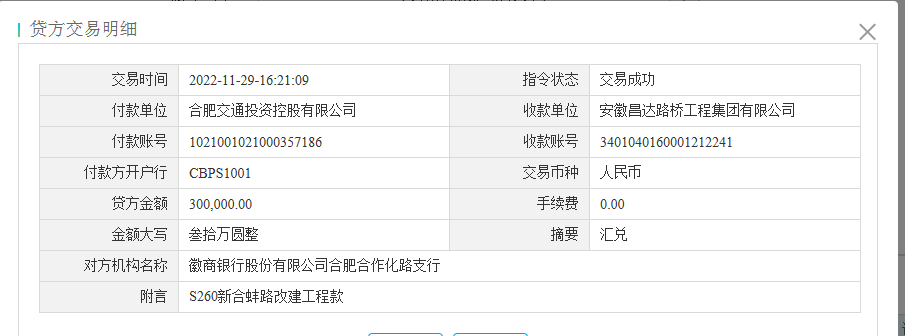 贷方交易明细
交易时间 2022-11-29-16:21:09 指令状态 交易成功
付款单位 合肥交通投资控股有限公司 收款单位 安徽昌达路桥工程集团有限公司
付款账号 1021001021000357186 收款账号 3401040160001212241
付款方开户行 CBPS1001 交易币种 人民币
贷方金额 300,000.00 手续费 0.00
金额大写 叁拾万圆整 摘要 汇兑
对方机构名称 徽商银行股份有限公司合肥合作化路支行
附言 S260新合蚌路改建工程款